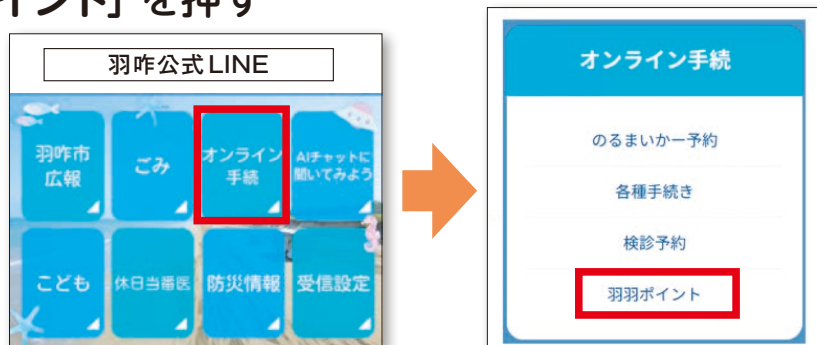 イント」を押す
羽咋公式LINE
羽咋市
広報
ごみ
オンライン
手続
AIチャットに
聞いてみよう
こども
休日当番医
防災情報
受信設定
オンライン手続
のるまいかー予約
各種手続き
検診予約
羽羽ポイント